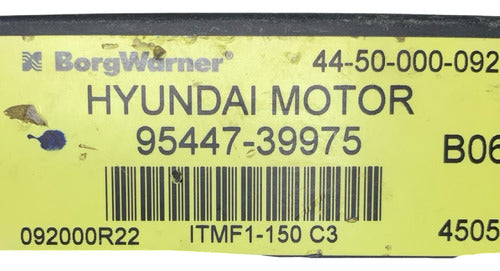 BorgWarner® 44-50-000-092
HYUNDAI MOTOR
95447-39975 B06
092000R22 ITMF1-150 C3 4505